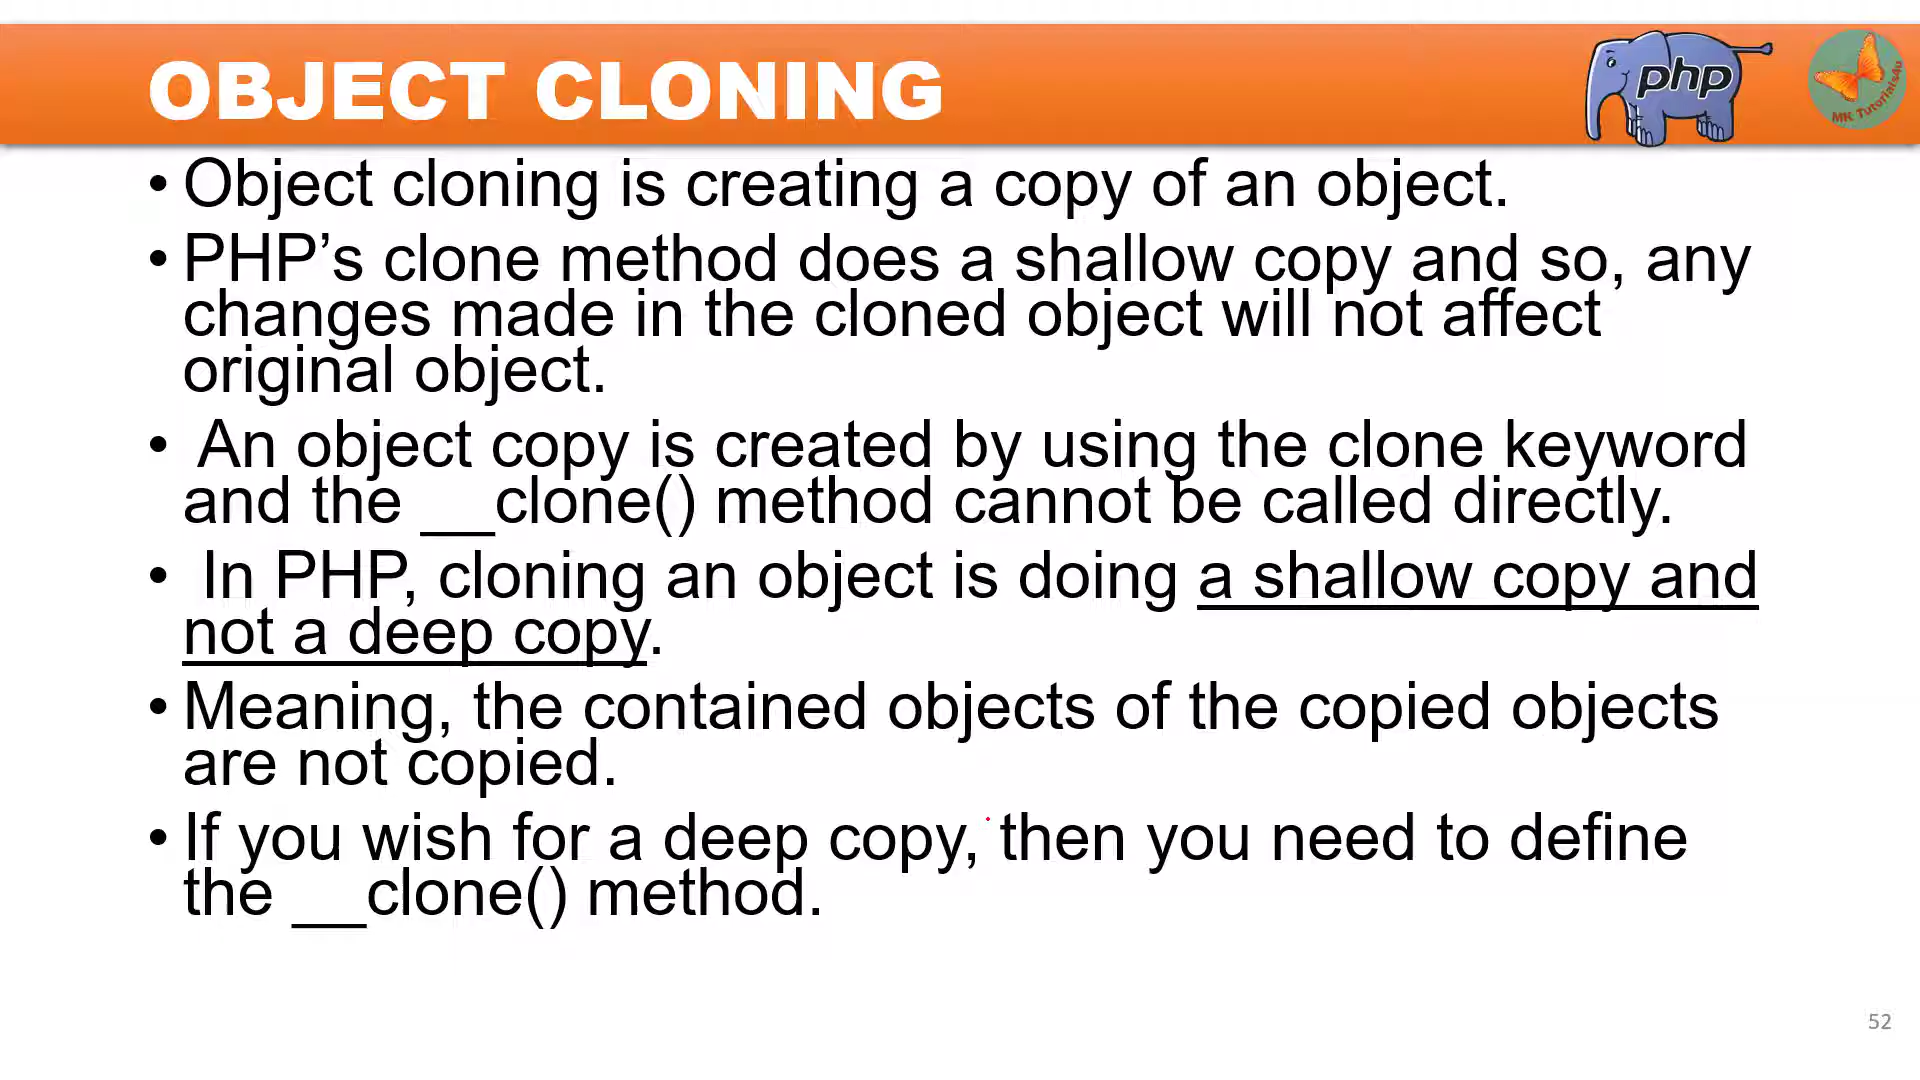 OBJECT CLONING
php
MK Tutorials4u
• Object cloning is creating a copy of an object.
• PHP’s clone method does a shallow copy and so, any
changes made in the cloned object will not affect
original object.
• An object copy is created by using the clone keyword
and the __clone() method cannot be called directly.
• In PHP, cloning an object is doing a shallow copy and
not a deep copy.
• Meaning, the contained objects of the copied objects
are not copied.
• If you wish for a deep copy, then you need to define
the __clone() method.
52